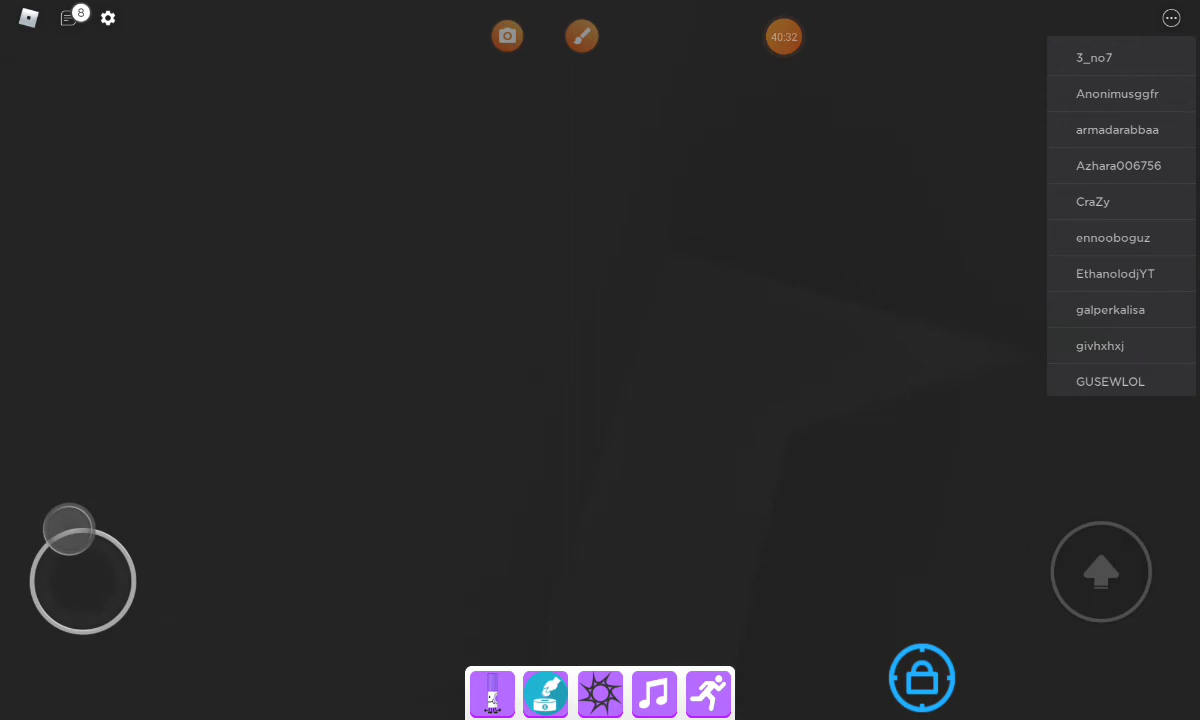 8
40:32
3_no7
Anonimusggfr
armadarabbaa
Azhara006756
CraZy
ennooboguz
EthanolodjYT
galperkalisa
givhxhxj
GUSEWLOL